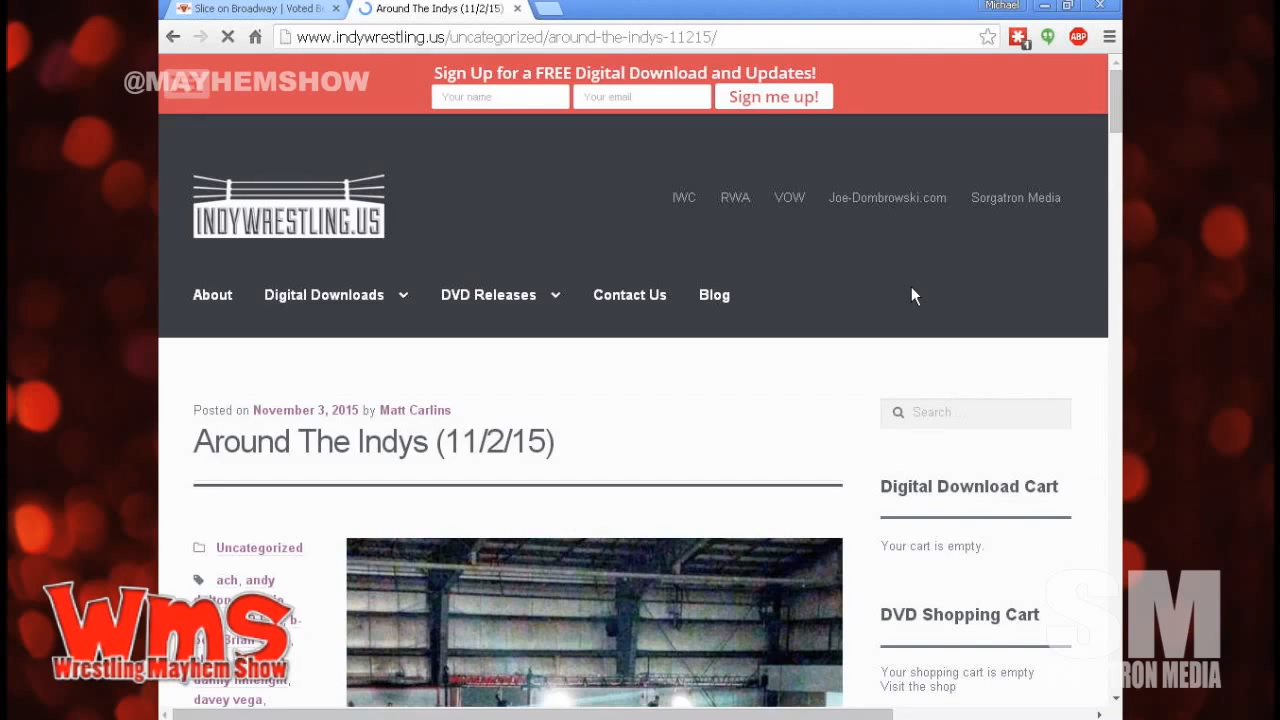 Slice on Broadway | Voted B
Around The Indys (11/2/15)
Michael
www.indywrestling.us/uncategorized/around-the-indys-11215/
1
ABP
@MAYHEMSHOW
Sign Up for a FREE Digital Download and Updates!
Your name
Your email
Sign me up!
INDYWRESTLING.US
IWC
RWA
VOW
Joe-Dombrowski.com
Sorgatron Media
About
Digital Downloads
DVD Releases
Contact Us
Blog
Posted on November 3, 2015 by Matt Carlins
Around The Indys (11/2/15)
Search
Digital Download Cart
Your cart is empty.
DVD Shopping Cart
Your shopping cart is empty
Visit the shop
Uncategorized
ach, andy
davey vega,
WMS
Wrestling Mayhem Show
SM
TRON MEDIA